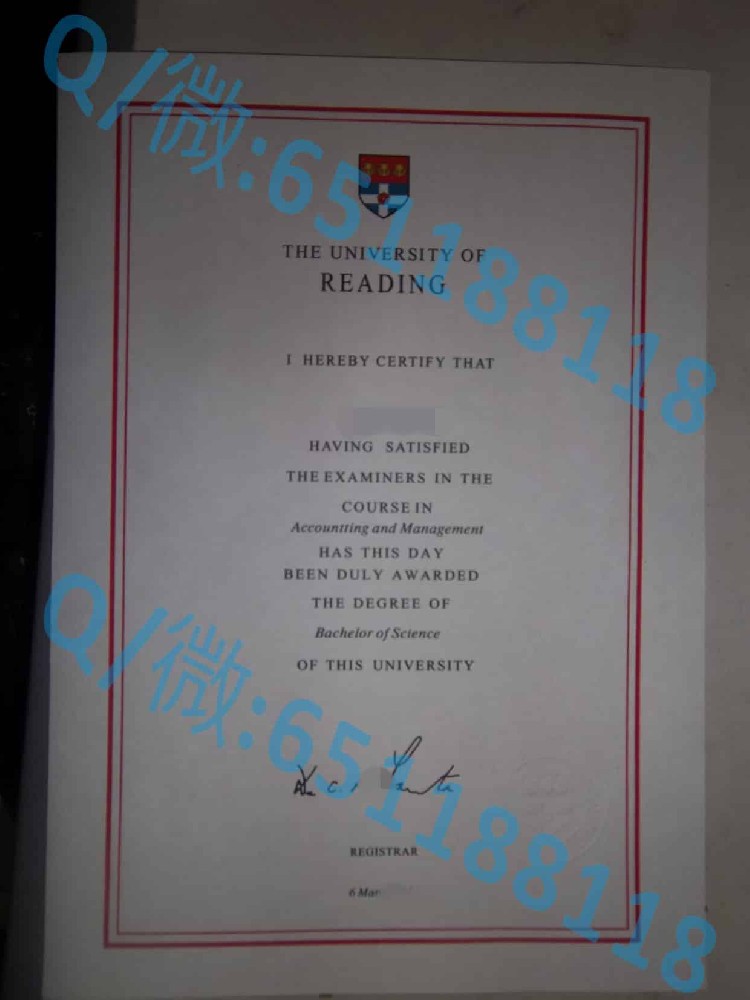 Q/微:6511188118
THE UNIVERSITY OF
READING
I HEREBY CERTIFY THAT
HAVING SATISFIED
THE EXAMINERS IN THE
COURSE IN
Accountting and Management
HAS THIS DAY
BEEN DULY AWARDED
THE DEGREE OF
Bachelor of Science
OF THIS UNIVERSITY
Q/微:6511188118
REGISTRAR
6 Mar